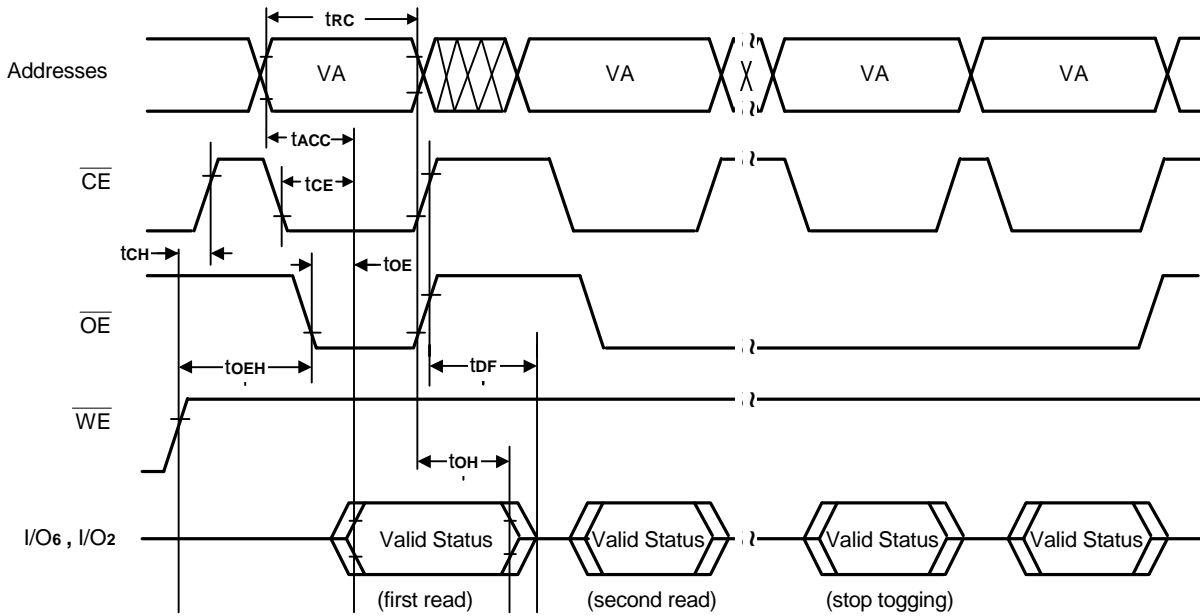 tRC
Addresses VA VA VA VA
tACC
CE
tCE
tCH
tOE
OE
tOEH tDF
WE
tOH
I/O6 , I/O2 Valid Status Valid Status Valid Status Valid Status
(first read) (second read) (stop togging)